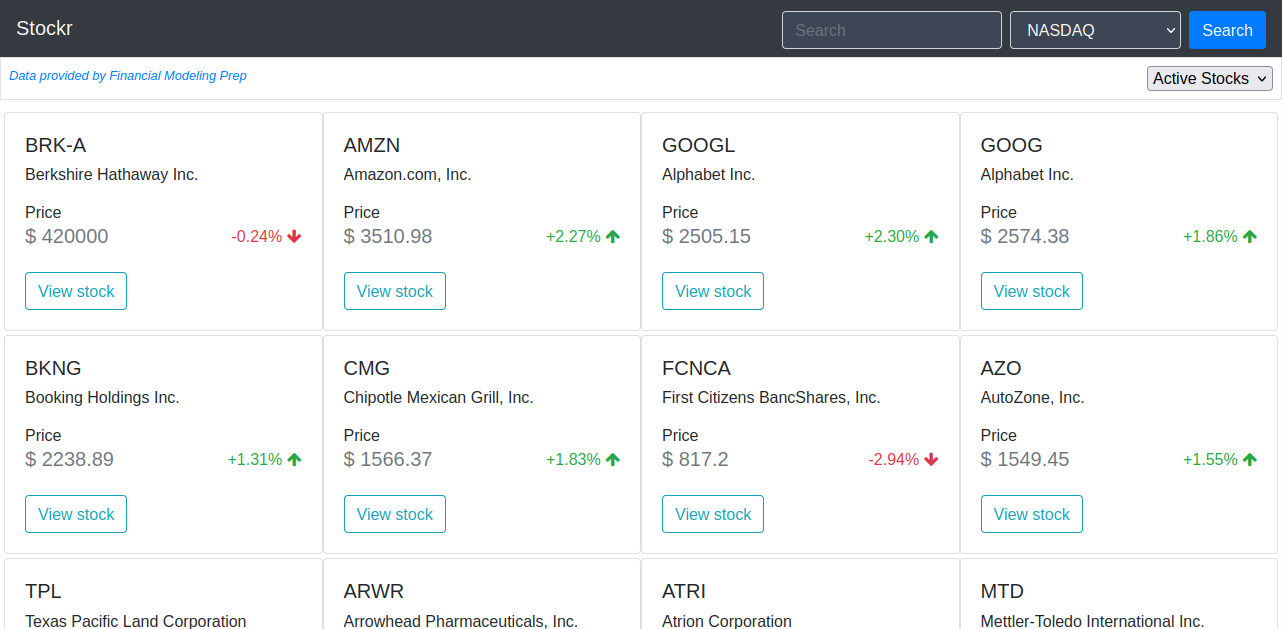 Stockr
Search
NASDAQ
Search
Data provided by Financial Modeling Prep
Active Stocks
BRK-A
Berkshire Hathaway Inc.
Price
$ 420000
-0.24%
View stock
AMZN
Amazon.com, Inc.
Price
$ 3510.98
+2.27%
View stock
GOOGL
Alphabet Inc.
Price
$ 2505.15
+2.30%
View stock
GOOG
Alphabet Inc.
Price
$ 2574.38
+1.86%
View stock
BKNG
Booking Holdings Inc.
Price
$ 2238.89
+1.31%
View stock
CMG
Chipotle Mexican Grill, Inc.
Price
$ 1566.37
+1.83%
View stock
FCNCA
First Citizens BancShares, Inc.
Price
$ 817.2
-2.94%
View stock
AZO
AutoZone, Inc.
Price
$ 1549.45
+1.55%
View stock
TPL
Texas Pacific Land Corporation
ARWR
Arrowhead Pharmaceuticals, Inc.
ATRI
Atrion Corporation
MTD
Mettler-Toledo International Inc.